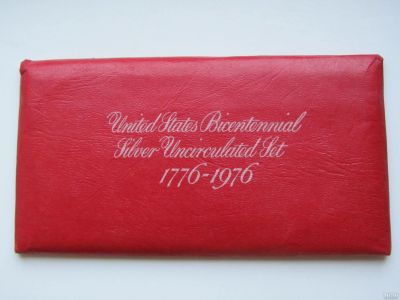 United States Bicentennial
Silver Uncirculated Set
1776-1976